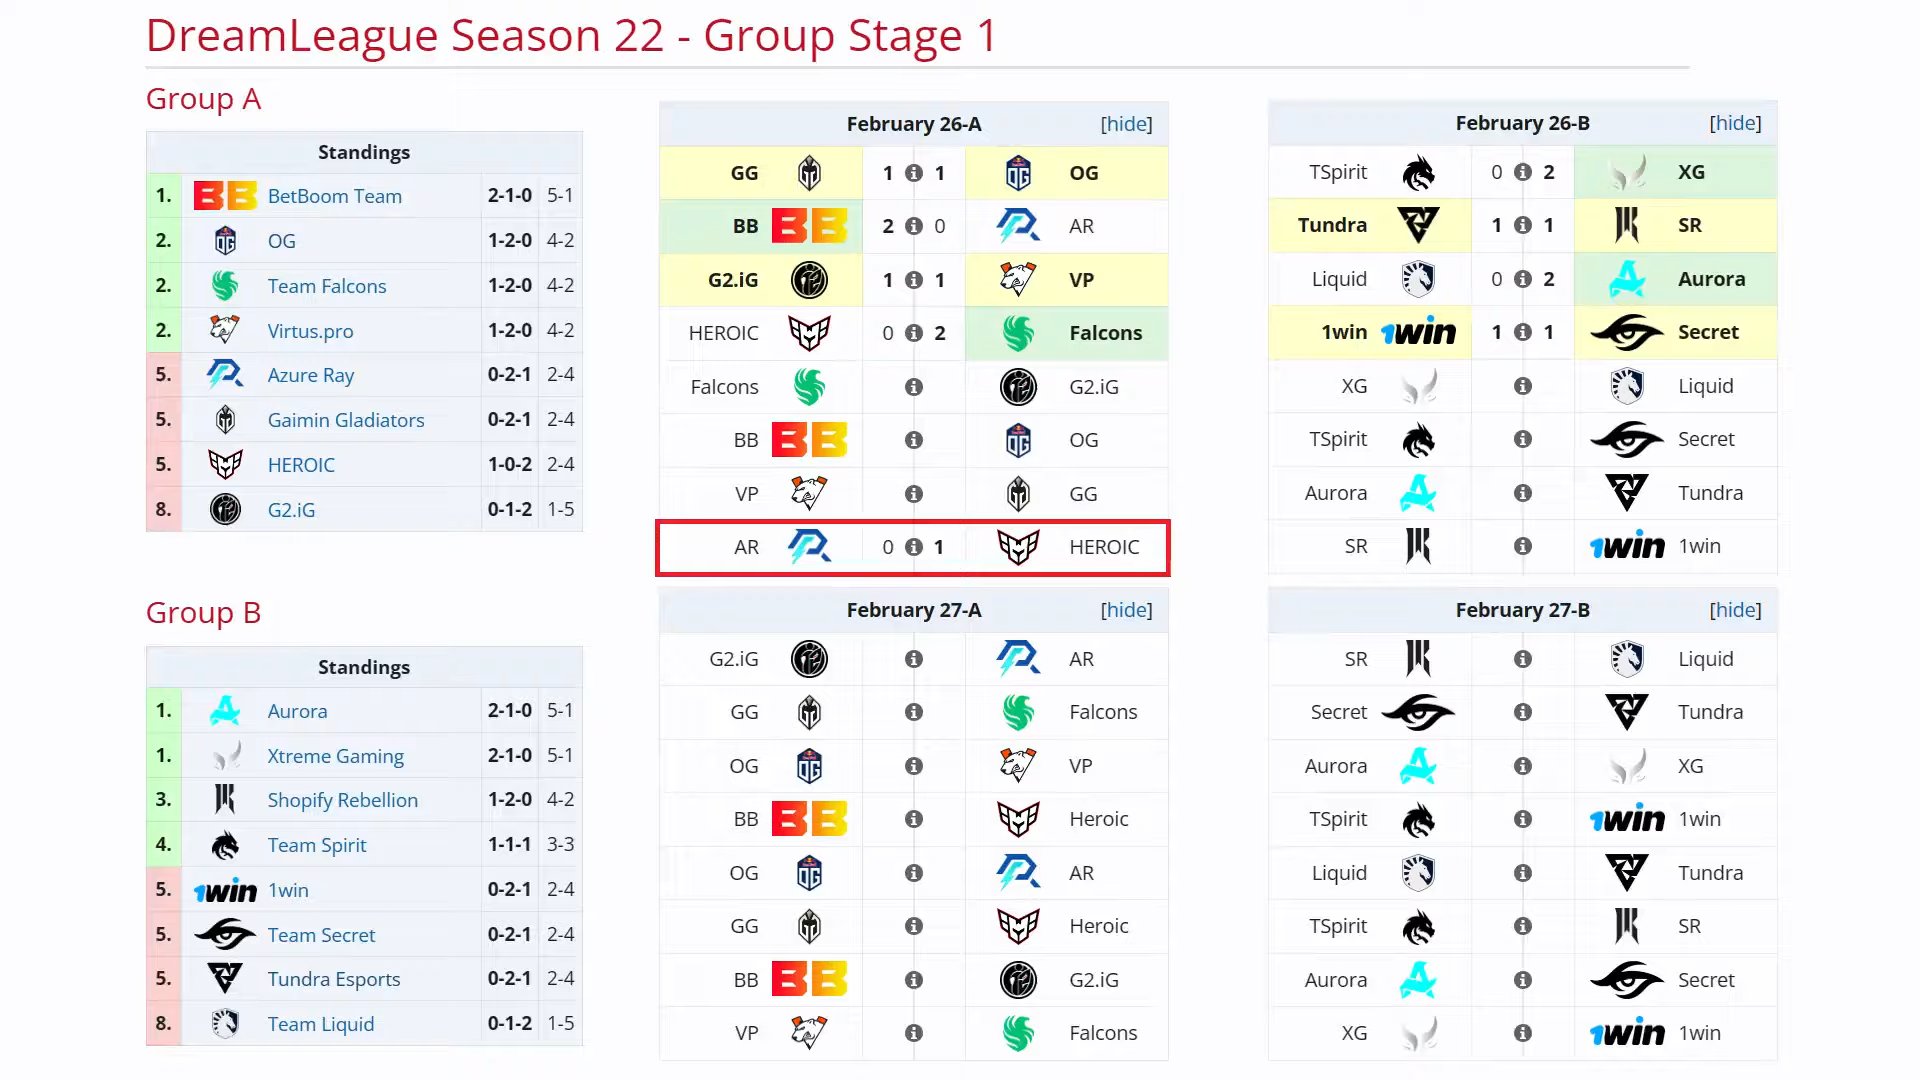 DreamLeague Season 22 - Group Stage 1
Group A
Standings
1. BB BetBoom Team 2-1-0 5-1
2. OG OG 1-2-0 4-2
2. Team Falcons 1-2-0 4-2
2. Virtus.pro 1-2-0 4-2
5. Azure Ray 0-2-1 2-4
5. Gaimin Gladiators 0-2-1 2-4
5. HEROIC 1-0-2 2-4
8. G2.iG 0-1-2 1-5
February 26-A [hide]
GG 1 i 1 OG OG
BB BB 2 i 0 AR
G2.iG 1 i 1 VP
HEROIC 0 i 2 Falcons
Falcons i G2.iG
BB BB i OG OG
VP i GG
AR 0 i 1 HEROIC
February 26-B [hide]
TSpirit 0 i 2 XG
Tundra 1 i 1 SR
Liquid 0 i 2 Aurora
1win 1win 1 i 1 Secret
XG i Liquid
TSpirit i Secret
Aurora i Tundra
SR i 1win 1win
Group B
Standings
1. Aurora 2-1-0 5-1
1. Xtreme Gaming 2-1-0 5-1
3. Shopify Rebellion 1-2-0 4-2
4. Team Spirit 1-1-1 3-3
5. 1win 1win 0-2-1 2-4
5. Team Secret 0-2-1 2-4
5. Tundra Esports 0-2-1 2-4
8. Team Liquid 0-1-2 1-5
February 27-A [hide]
G2.iG i AR
GG i Falcons
OG OG i VP
BB BB i Heroic
OG OG i AR
GG i Heroic
BB BB i G2.iG
VP i Falcons
February 27-B [hide]
SR i Liquid
Secret i Tundra
Aurora i XG
TSpirit i 1win 1win
Liquid i Tundra
TSpirit i SR
Aurora i Secret
XG i 1win 1win